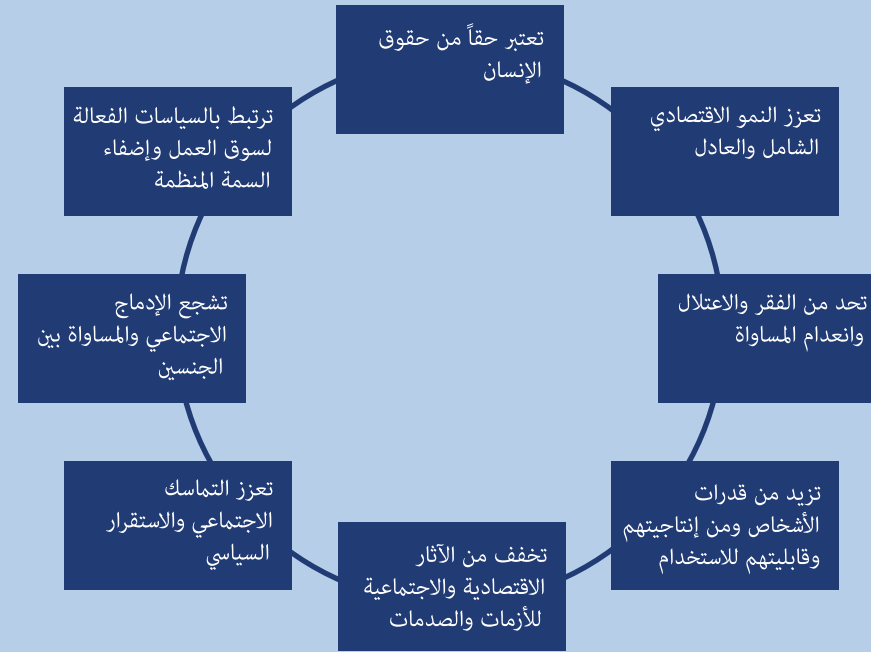 تعتبر حقاً من حقوق
الإنسان
تعزز النمو الاقتصادي
الشامل والعادل
تحد من الفقر والاعتلال
وانعدام المساواة
تزيد من قدرات
الأشخاص ومن إنتاجيتهم
وقابليتهم للاستخدام
تخفف من الآثار
الاقتصادية والاجتماعية
للأزمات والصدمات
تعزز التماسك
الاجتماعي والاستقرار
السياسي
تشجع الإدماج
الاجتماعي والمساواة بين
الجنسين
ترتبط بالسياسات الفعالة
لسوق العمل وإضفاء
السمة المنظمة